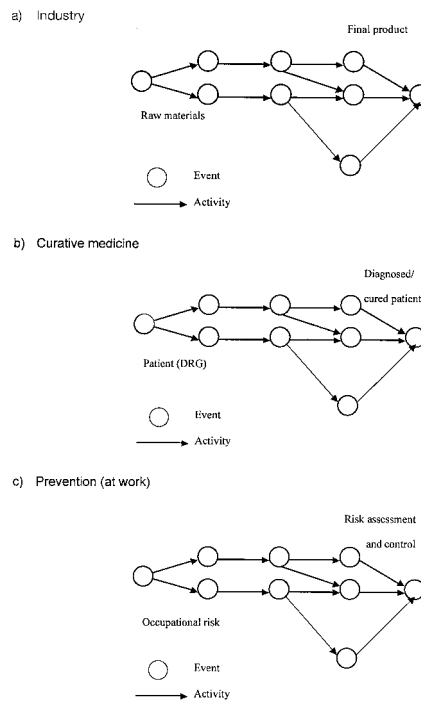 a) Industry
Final product
Raw materials
Event
Activity
b) Curative medicine
Diagnosed/
cured patient
Patient (DRG)
Event
Activity
c) Prevention (at work)
Risk assessment
and control
Occupational risk
Event
Activity